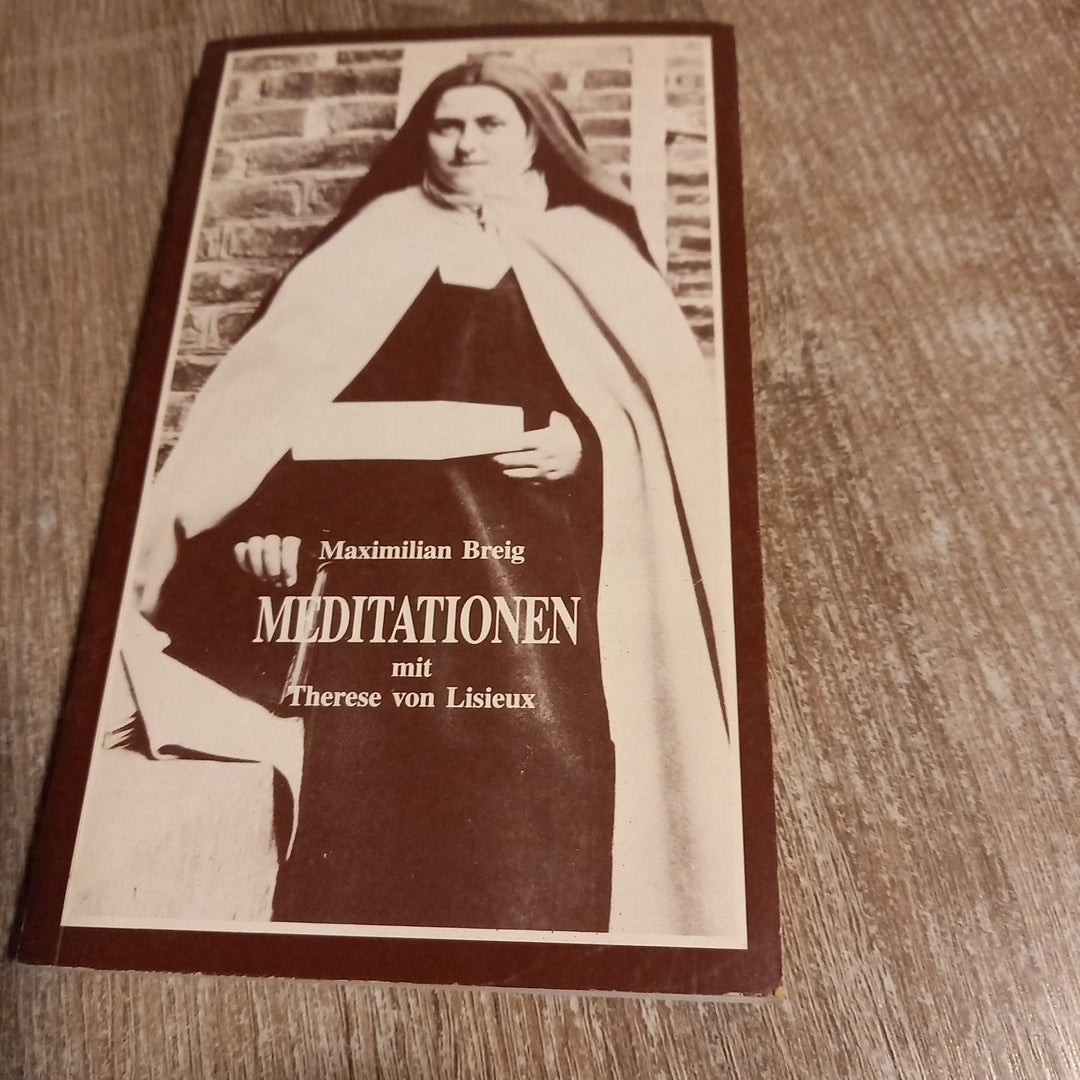 Maximilian Breig
MEDITATIONEN
mit
Therese von Lisieux